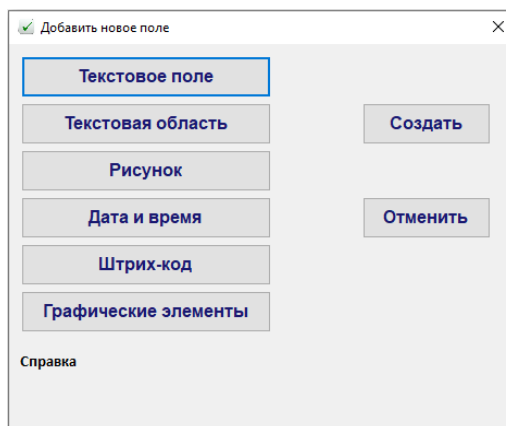 Добавить новое поле
Текстовое поле
Текстовая область
Создать
Рисунок
Дата и время
Отменить
Штрих-код
Графические элементы
Справка